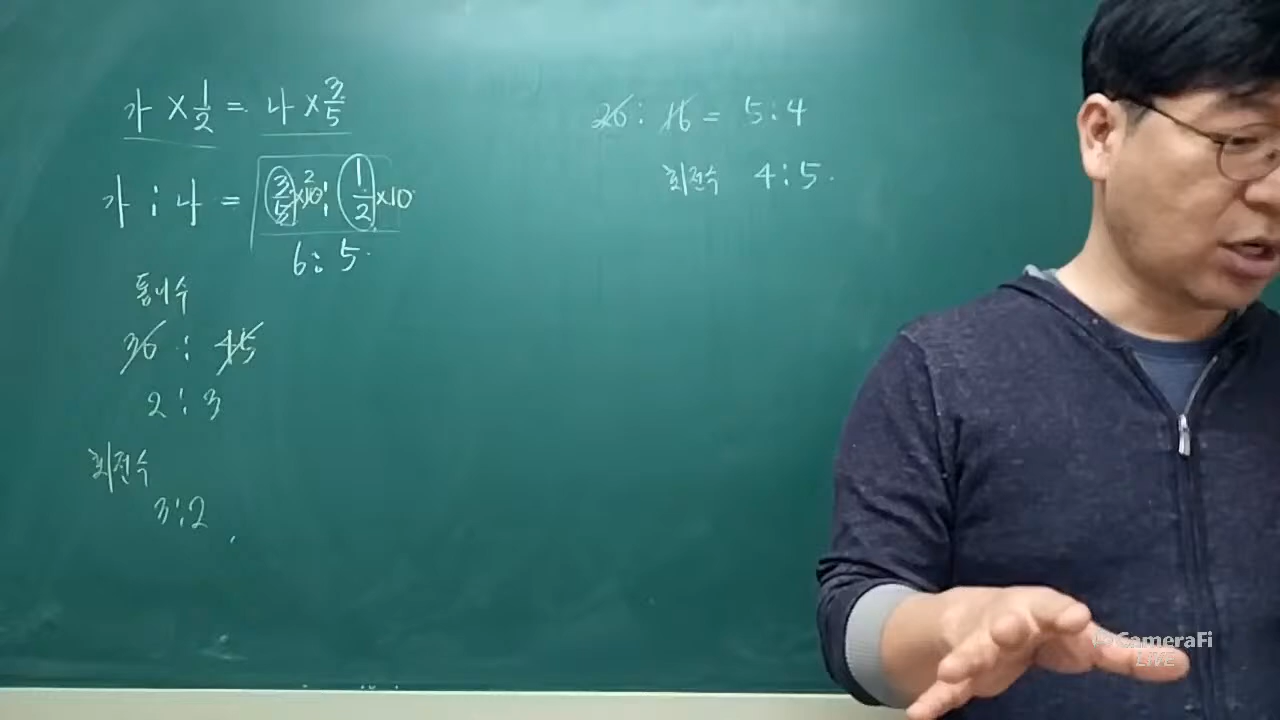 가 × 1/2 = 나 × 3/5
가 : 나 = 3/5 ×10 2 : 1/2 ×10
6 : 5
톱니수
36 : 45
2 : 3
회전수
3 : 2
: 16 = 5 : 4
회전수 4 : 5
CameraFi
LIVE